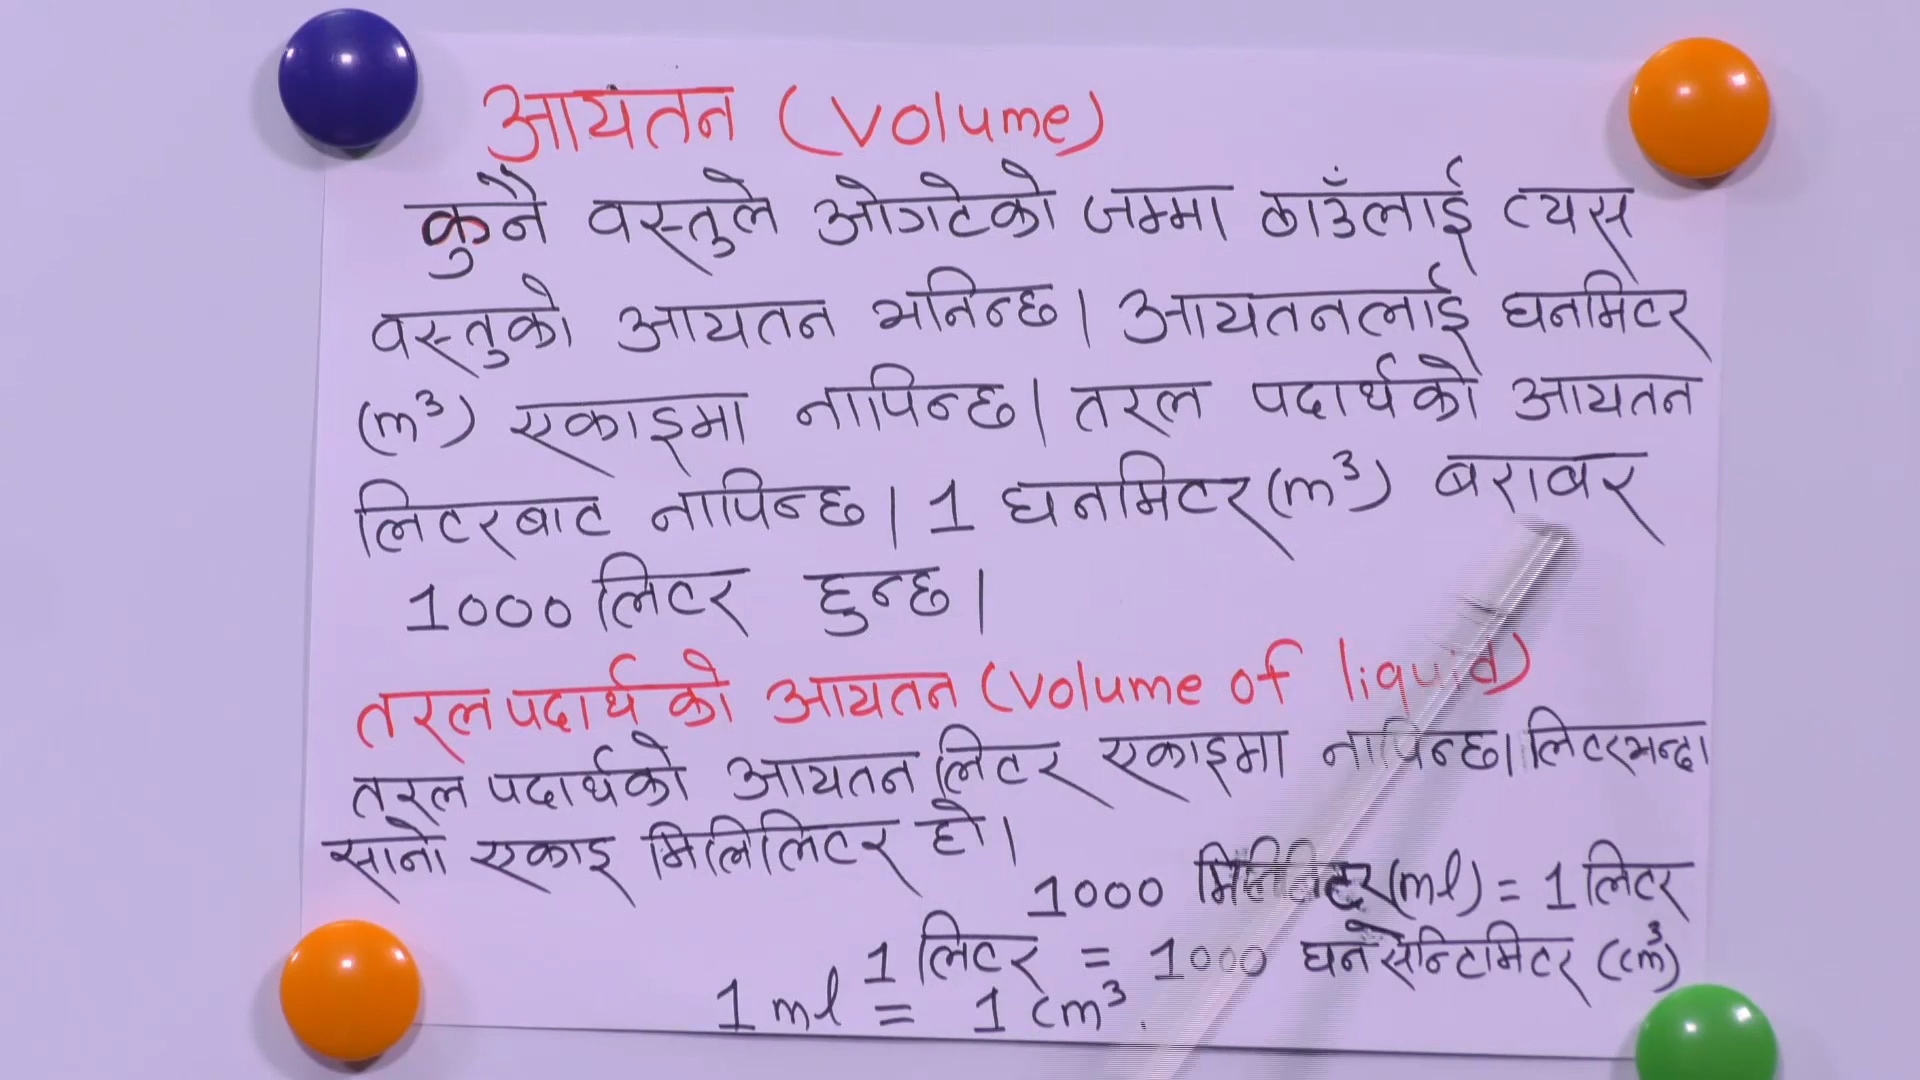 आयतन (volume)
कुनै वस्तुले ओगटेको जम्मा ठाउँलाई त्यस
वस्तुको आयतन भनिन्छ। आयतनलाई घनमिटर
(m³) एकाइमा नापिन्छ। तरल पदार्थको आयतन
लिटरबाट नापिन्छ। 1 घनमिटर (m³) बराबर
1000 लिटर हुन्छ।
तरल पदार्थको आयतन (volume of liquid)
तरल पदार्थको आयतन लिटर एकाइमा नापिन्छ। लिटरभन्दा
सानो एकाइ मिलिलिटर हो।
1000 मिलिलिटर (ml) = 1 लिटर
1 लिटर = 1000 घन सेन्टिमिटर (cm³)
1 ml = 1 cm³.